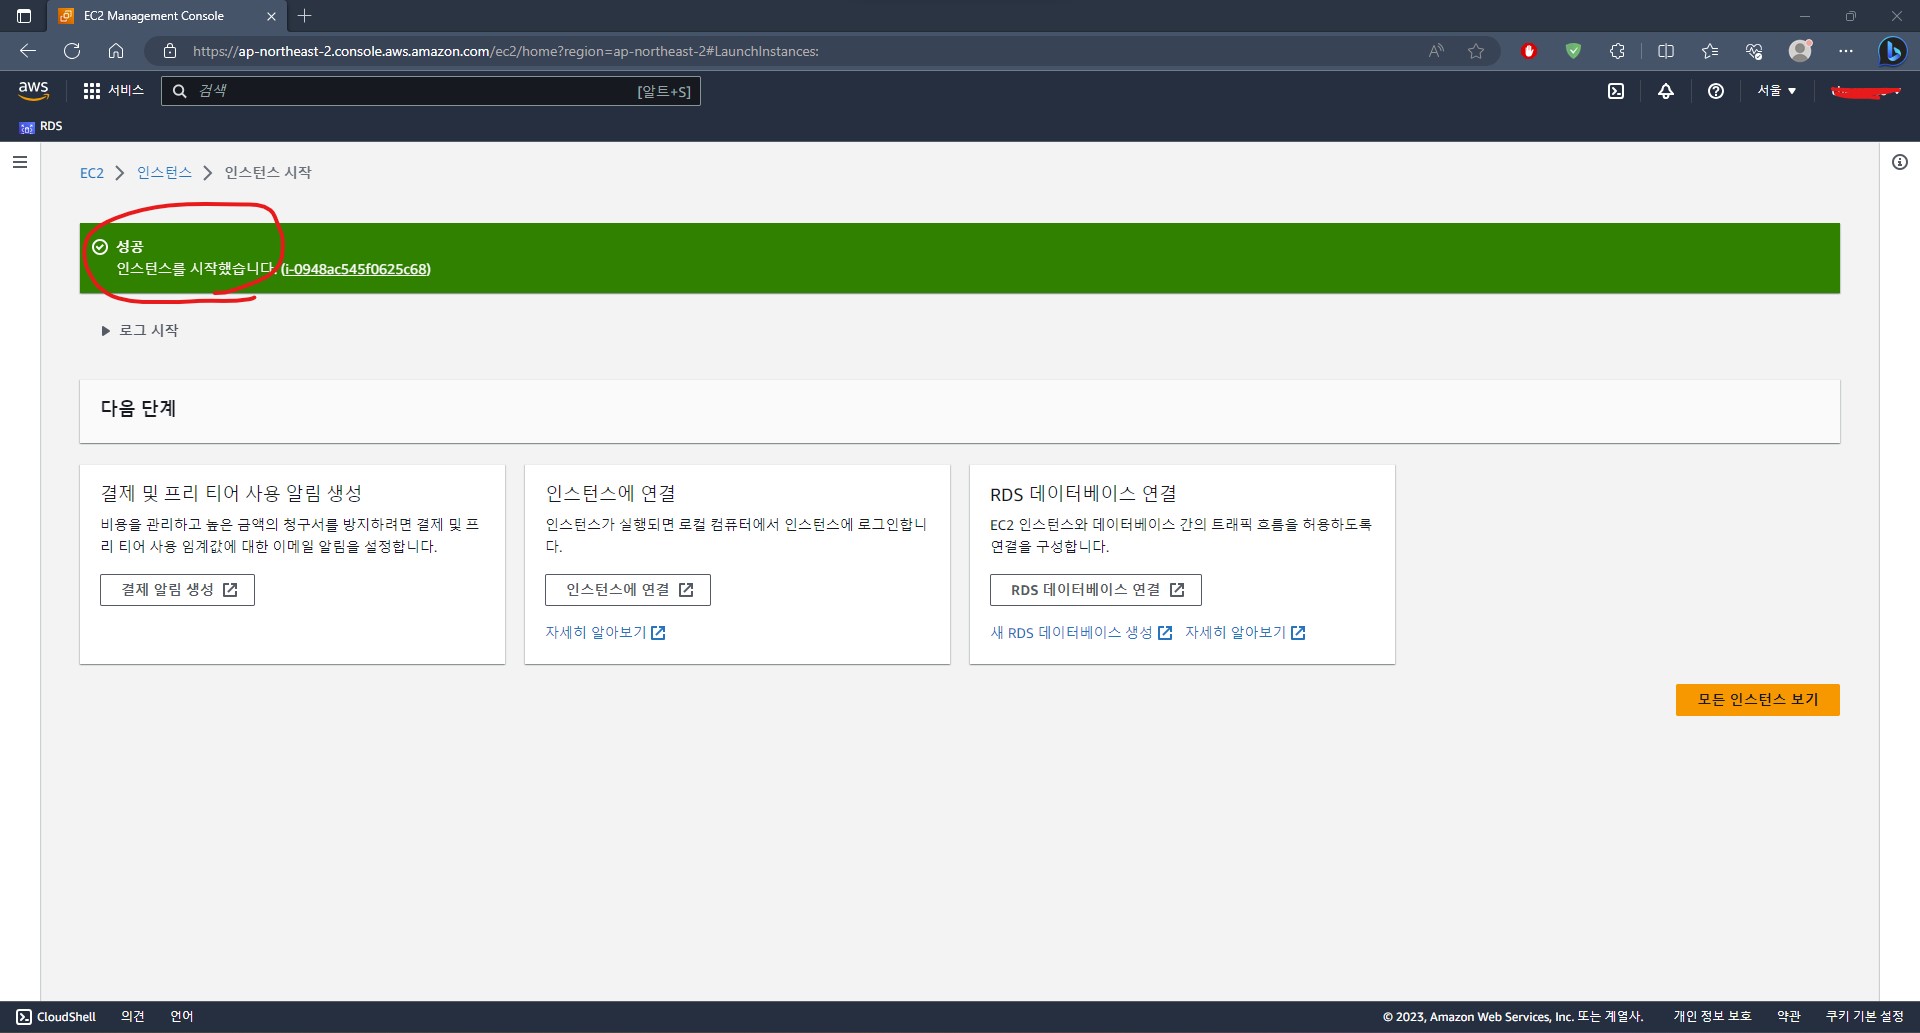 EC2 Management Console
https://ap-northeast-2.console.aws.amazon.com/ec2/home?region=ap-northeast-2#LaunchInstances:
aws
서비스
검색
[알트+S]
서울
RDS
EC2 > 인스턴스 > 인스턴스 시작
성공
인스턴스를 시작했습니다. (i-0948ac545f0625c68)
로그 시작
다음 단계
결제 및 프리 티어 사용 알림 생성
비용을 관리하고 높은 금액의 청구서를 방지하려면 결제 및 프
리 티어 사용 임계값에 대한 이메일 알림을 설정합니다.
결제 알림 생성
인스턴스에 연결
인스턴스가 실행되면 로컬 컴퓨터에서 인스턴스에 로그인합니
다.
인스턴스에 연결
자세히 알아보기
RDS 데이터베이스 연결
EC2 인스턴스와 데이터베이스 간의 트래픽 흐름을 허용하도록
연결을 구성합니다.
RDS 데이터베이스 연결
새 RDS 데이터베이스 생성 자세히 알아보기
모든 인스턴스 보기
CloudShell 의견 언어
© 2023, Amazon Web Services, Inc. 또는 계열사. 개인 정보 보호 약관 쿠키 기본 설정